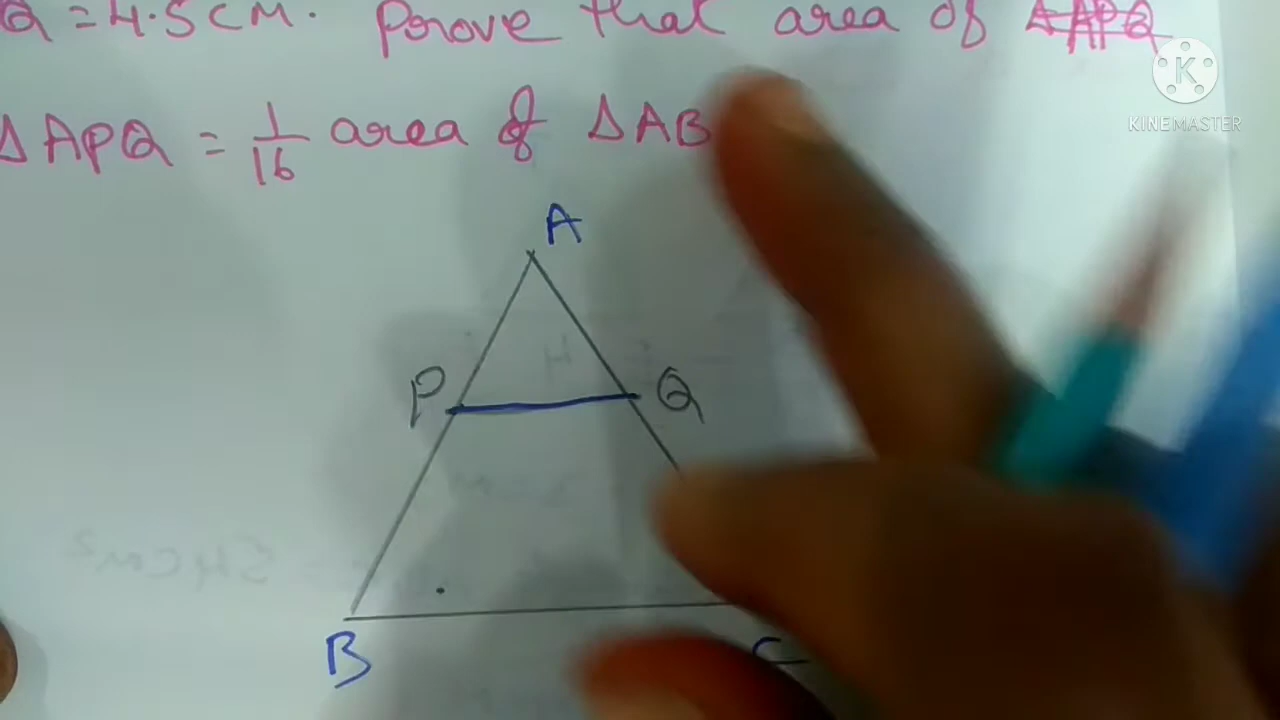 Q = 4.5 CM. Prove that area of ΔAPQ
KINEMASTER
ΔAPQ = 1/16 area of ΔAB
A
P
Q
B
C